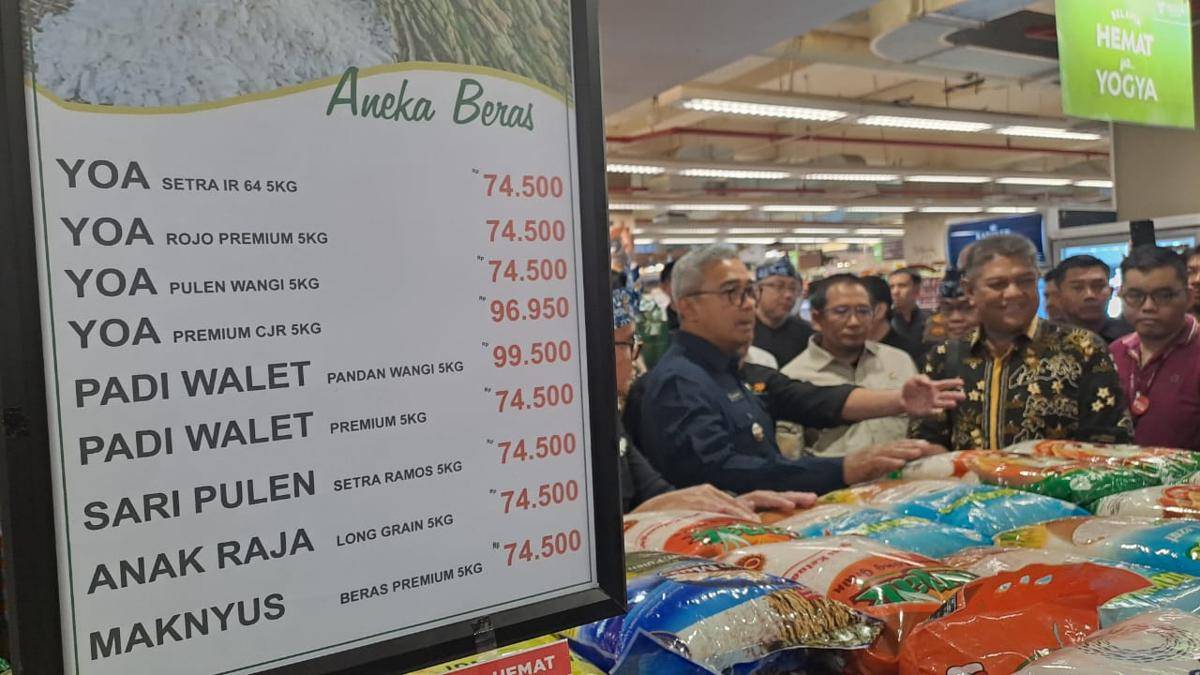 Aneka Beras
YOA SETRA IR 64 5KG Rp 74.500
YOA ROJO PREMIUM 5KG 74.500
YOA PULEN WANGI 5KG Rp 74.500
YOA PREMIUM CJR 5KG Rp 96.950
PADI WALET PANDAN WANGI 5KG Rp 99.500
PADI WALET PREMIUM 5KG Rp 74.500
SARI PULEN SETRA RAMOS 5KG Rp 74.500
ANAK RAJA LONG GRAIN 5KG Rp 74.500
MAKNYUS BERAS PREMIUM 5KG Rp 74.500
HEMAT
BELANJA
HEMAT
YOGYA